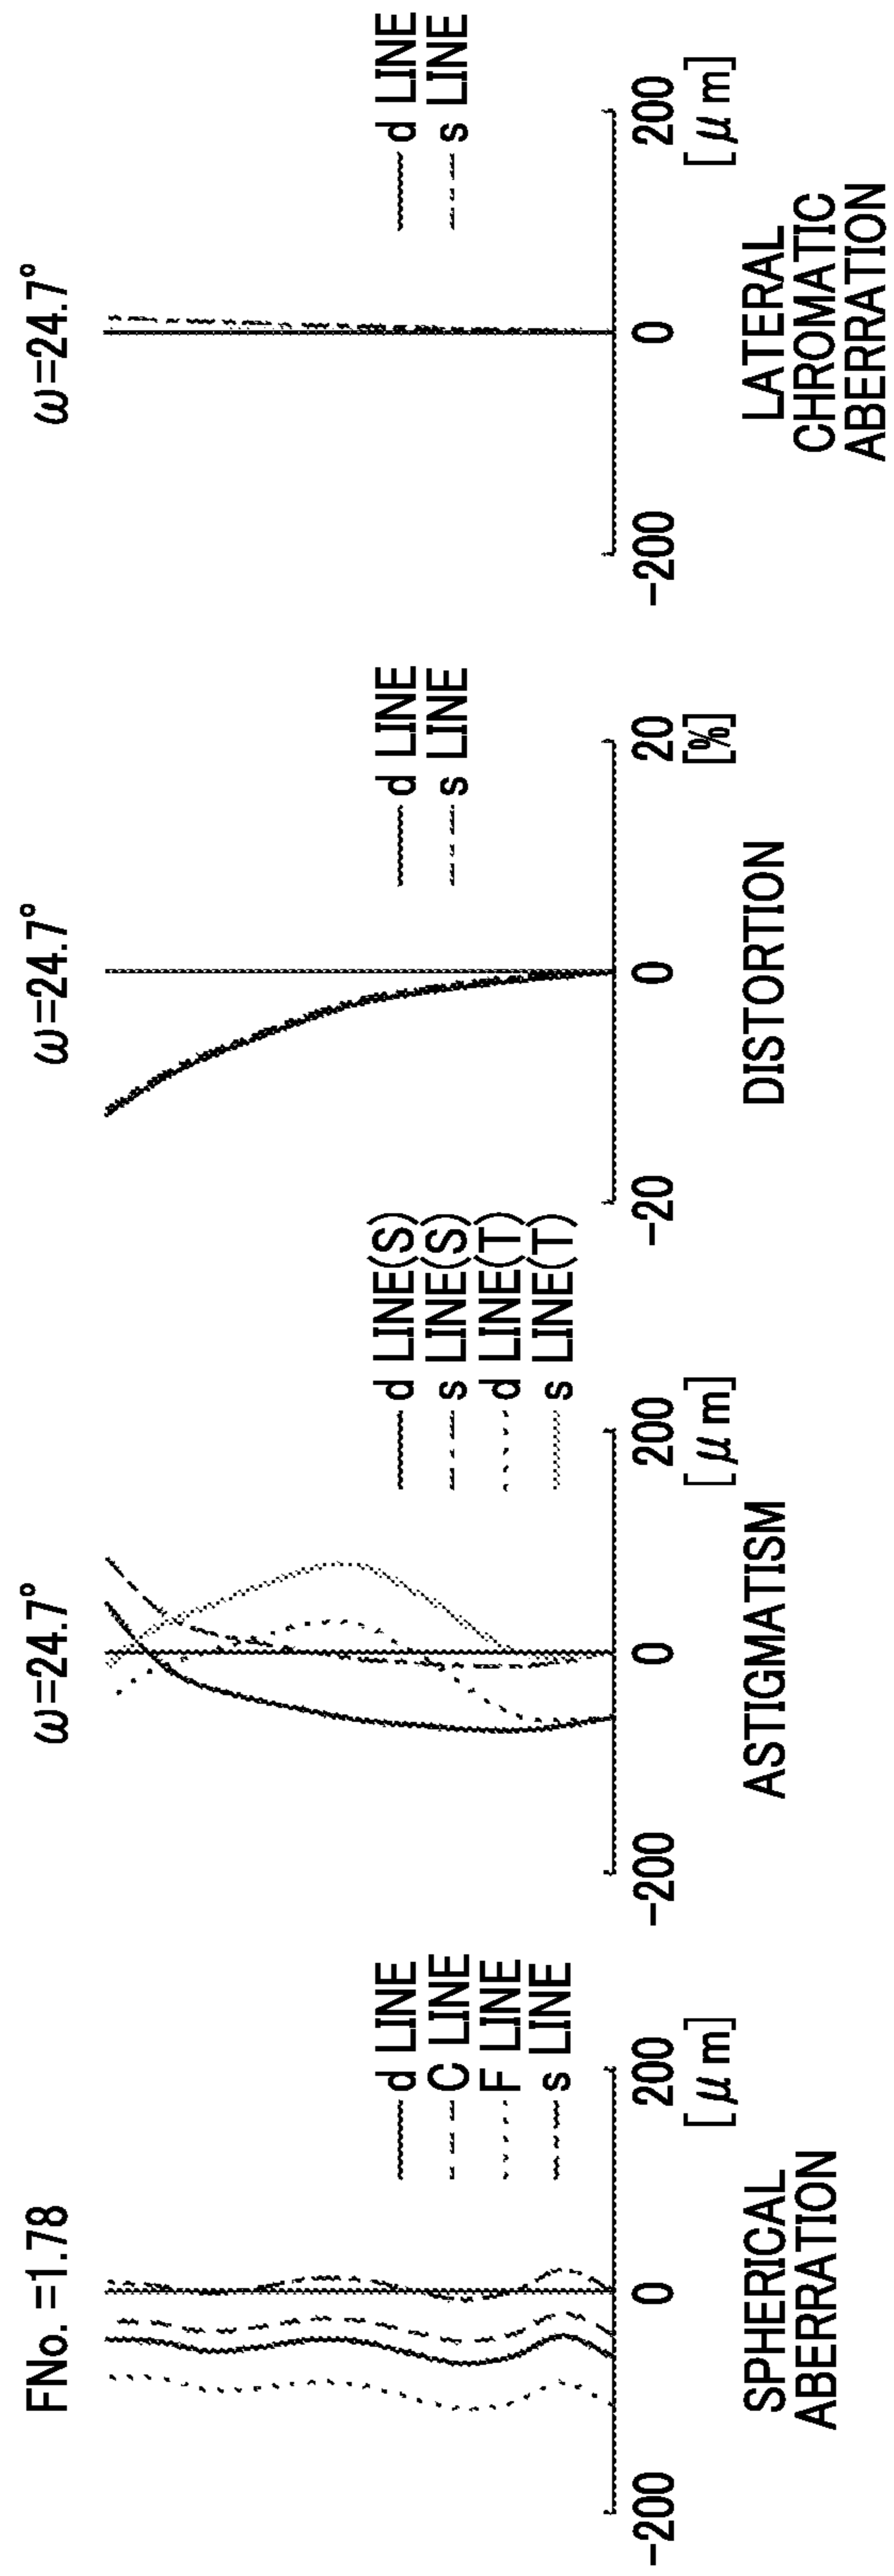 FNo. =1.78
d LINE
C LINE
F LINE
s LINE
-200
0
200
[μm]
SPHERICAL
ABERRATION
ω=24.7°
d LINE(S)
s LINE(S)
d LINE(T)
s LINE(T)
-200
0
200
[μm]
ASTIGMATISM
ω=24.7°
d LINE
s LINE
-20
0
20
[%]
DISTORTION
ω=24.7°
d LINE
s LINE
-200
0
200
[μm]
LATERAL
CHROMATIC
ABERRATION